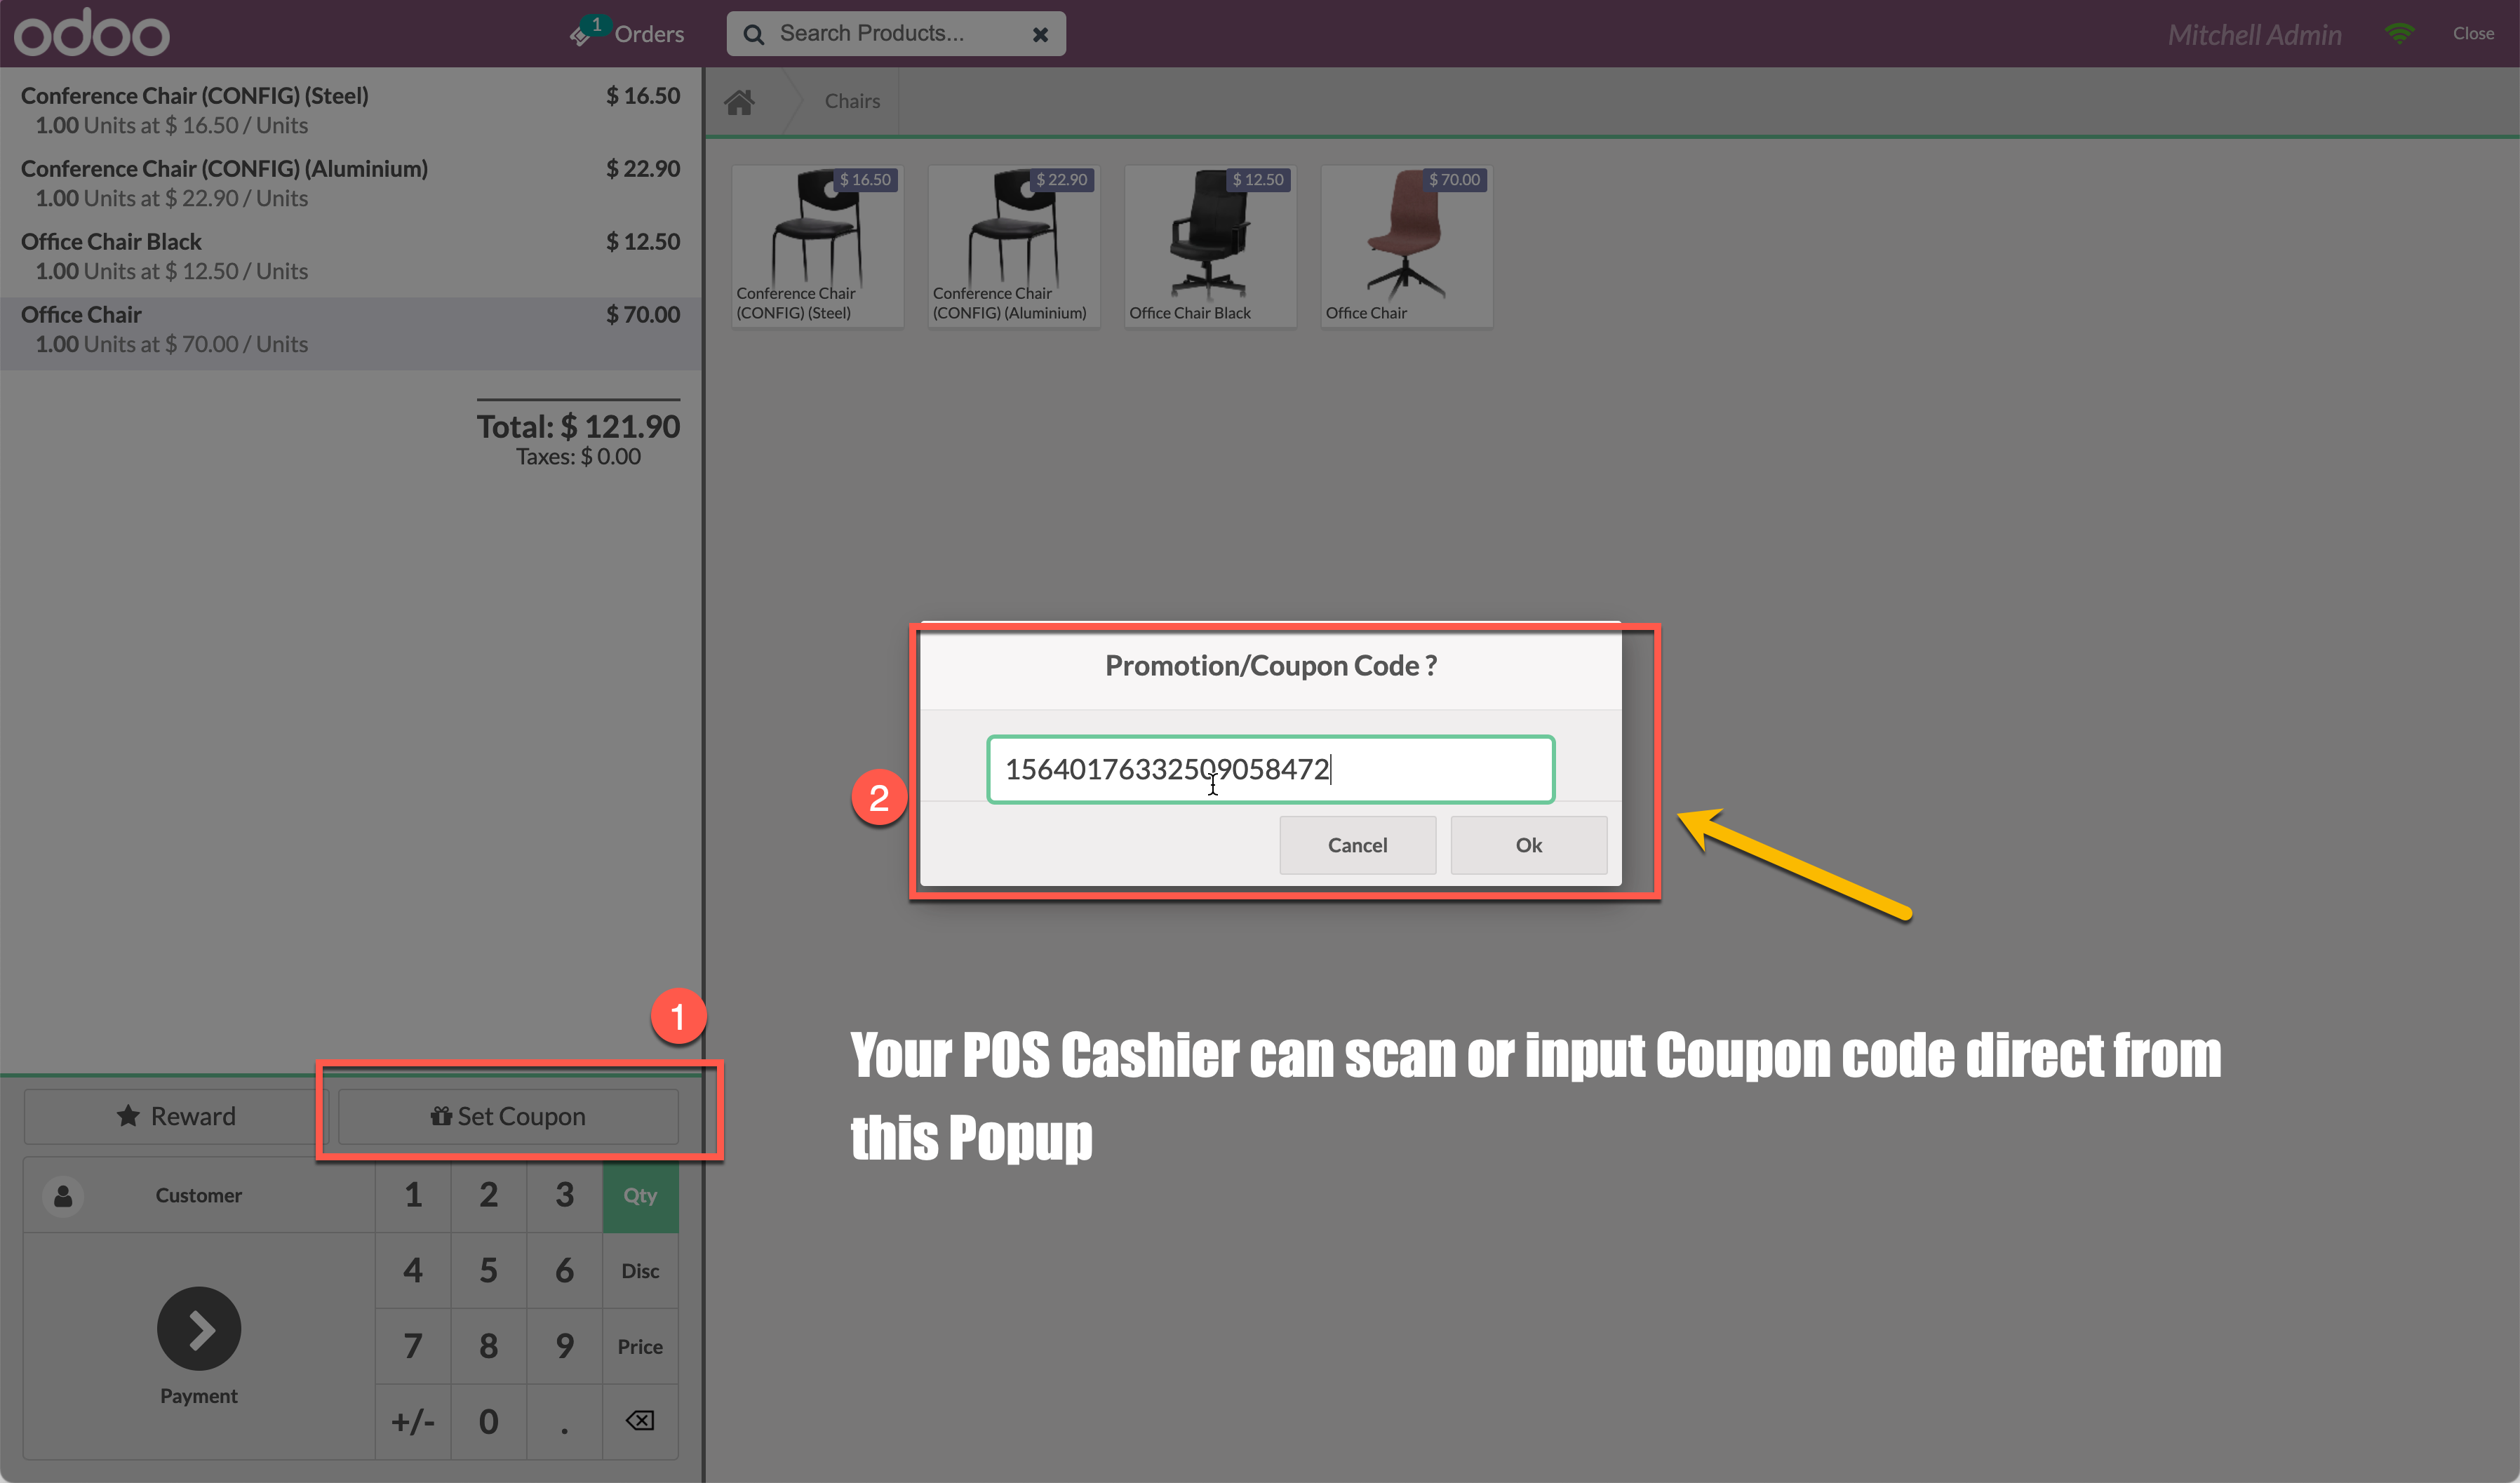 odoo
1 Orders
Search Products...
Mitchell Admin
Close
Conference Chair (CONFIG) (Steel) $ 16.50
1.00 Units at $ 16.50 / Units
Conference Chair (CONFIG) (Aluminium) $ 22.90
1.00 Units at $ 22.90 / Units
Office Chair Black $ 12.50
1.00 Units at $ 12.50 / Units
Office Chair $ 70.00
1.00 Units at $ 70.00 / Units
Total: $ 121.90
Taxes: $ 0.00
Chairs
$ 16.50
Conference Chair
(CONFIG) (Steel)
$ 22.90
Conference Chair
(CONFIG) (Aluminium)
$ 12.50
Office Chair Black
$ 70.00
Office Chair
Promotion/Coupon Code ?
15640176332509058472
2
Cancel
Ok
Your POS Cashier can scan or input Coupon code direct from
this Popup
1
Reward
Set Coupon
Customer
1 2 3 Qty
4 5 6 Disc
7 8 9 Price
+/- 0 .
Payment